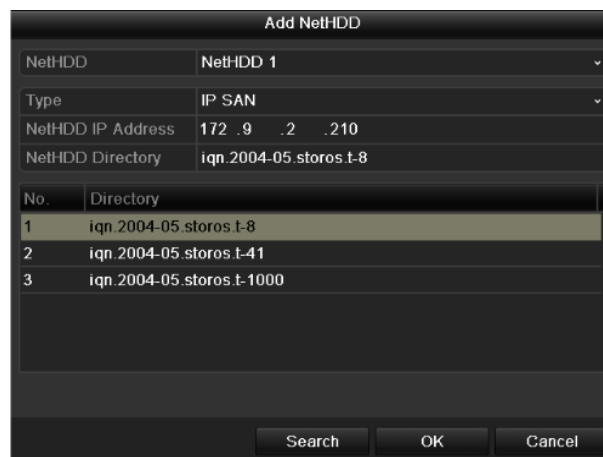 Add NetHDD
NetHDD NetHDD 1
Type IP SAN
NetHDD IP Address 172 .9 .2 .210
NetHDD Directory iqn.2004-05.storos.t-8
No. Directory
1 iqn.2004-05.storos.t-8
2 iqn.2004-05.storos.t-41
3 iqn.2004-05.storos.t-1000
Search OK Cancel